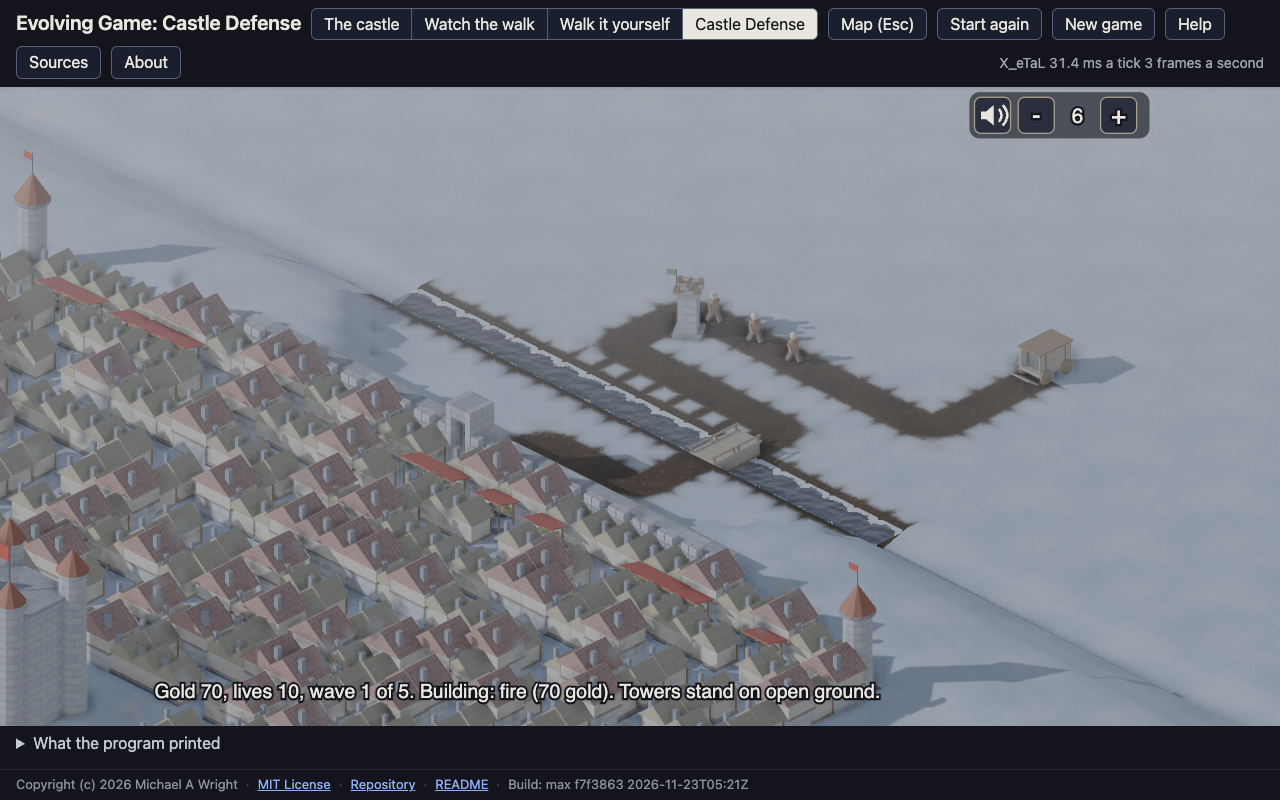 Evolving Game: Castle Defense The castle Watch the walk Walk it yourself Castle Defense Map (Esc) Start again New game Help
Sources About X_eTaL 31.4 ms a tick 3 frames a second
- 6 +
Gold 70, lives 10, wave 1 of 5. Building: fire (70 gold). Towers stand on open ground.
What the program printed
Copyright (c) 2026 Michael A Wright · MIT License · Repository · README · Build: max f7f3863 2026-11-23T05:21Z